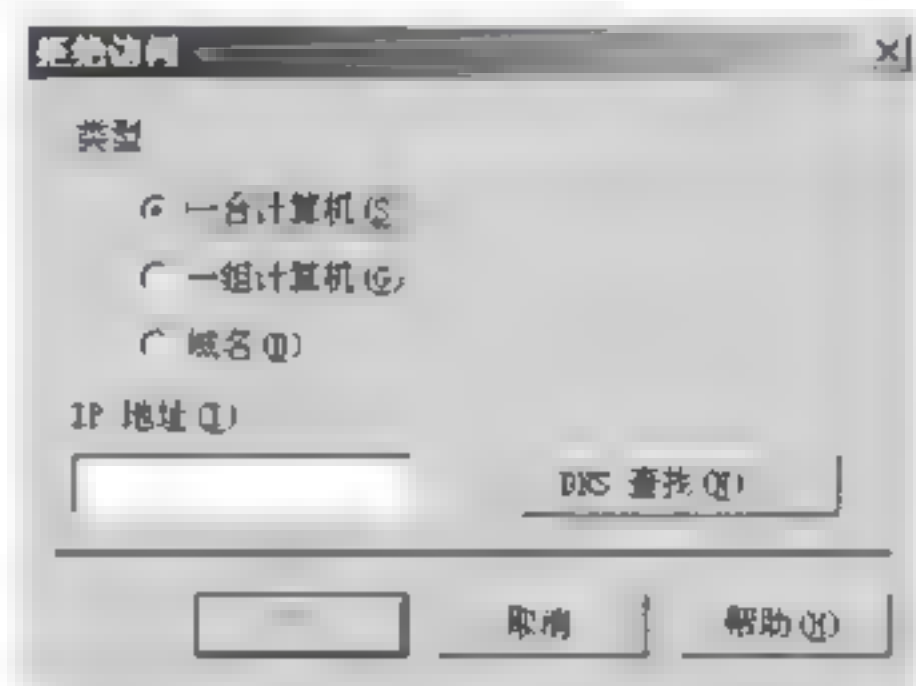 拒绝访问
类型
一台计算机(S
一组计算机(G)
域名(D)
IP 地址(I)
DNS 查找(N)
取消
帮助(H)